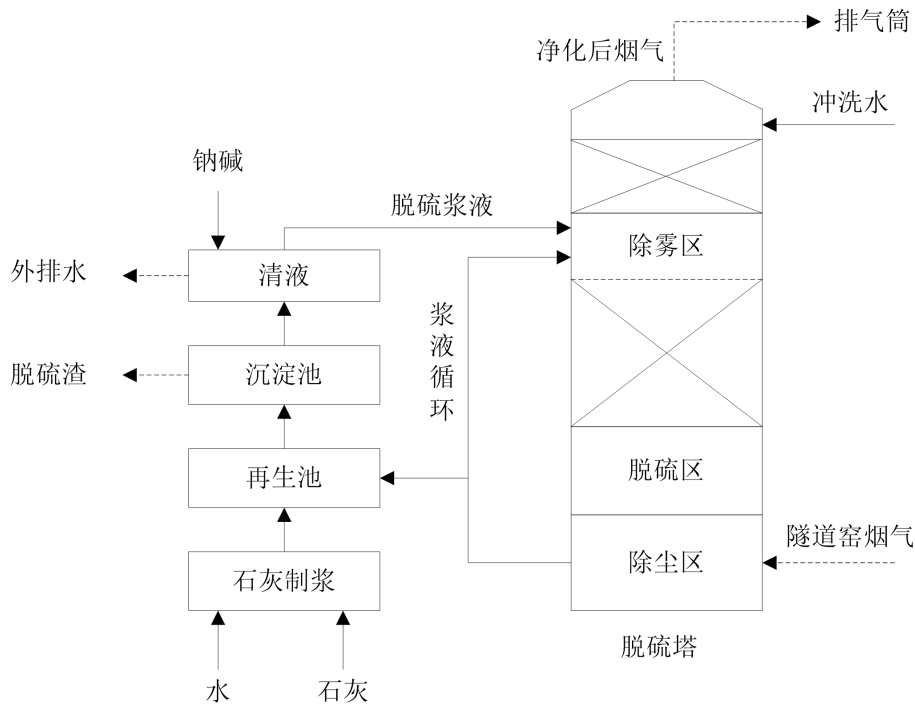 排气筒
净化后烟气
冲洗水
钠碱
脱硫浆液
除雾区
外排水
清液
浆液循环
脱硫渣
沉淀池
再生池
脱硫区
隧道窑烟气
除尘区
石灰制浆
脱硫塔
水
石灰